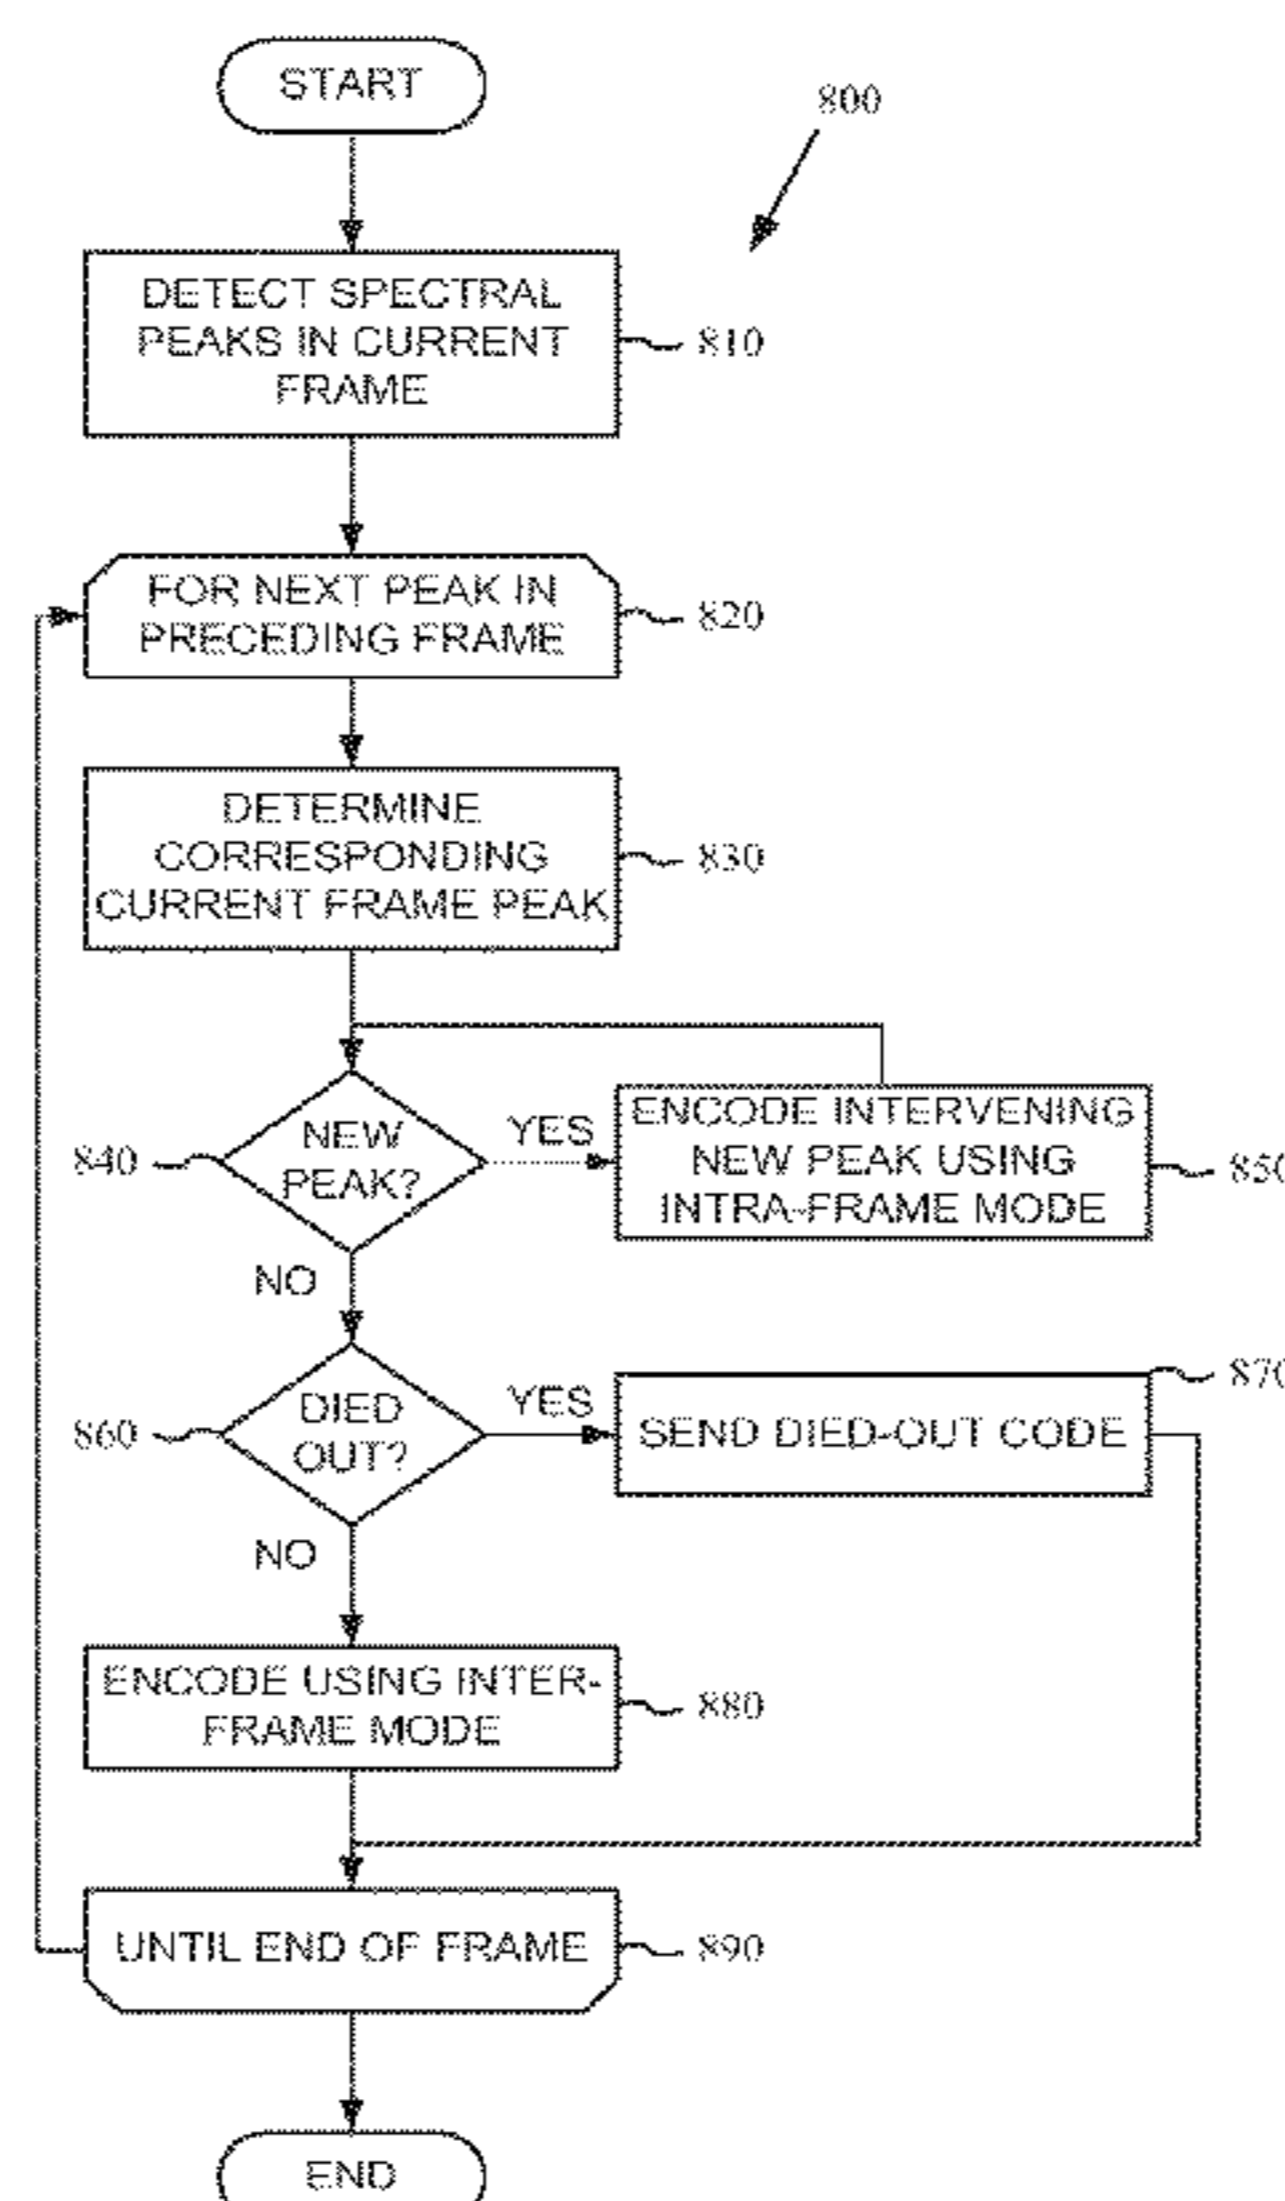 START
800
DETECT SPECTRAL
PEAKS IN CURRENT
FRAME
810
FOR NEXT PEAK IN
PRECEDING FRAME
820
DETERMINE
CORRESPONDING
CURRENT FRAME PEAK
830
840
NEW
PEAK?
YES
ENCODE INTERVENING
NEW PEAK USING
INTRA-FRAME MODE
850
NO
860
DIED
OUT?
YES
SEND DIED-OUT CODE
870
NO
ENCODE USING INTER-
FRAME MODE
880
UNTIL END OF FRAME
890
END